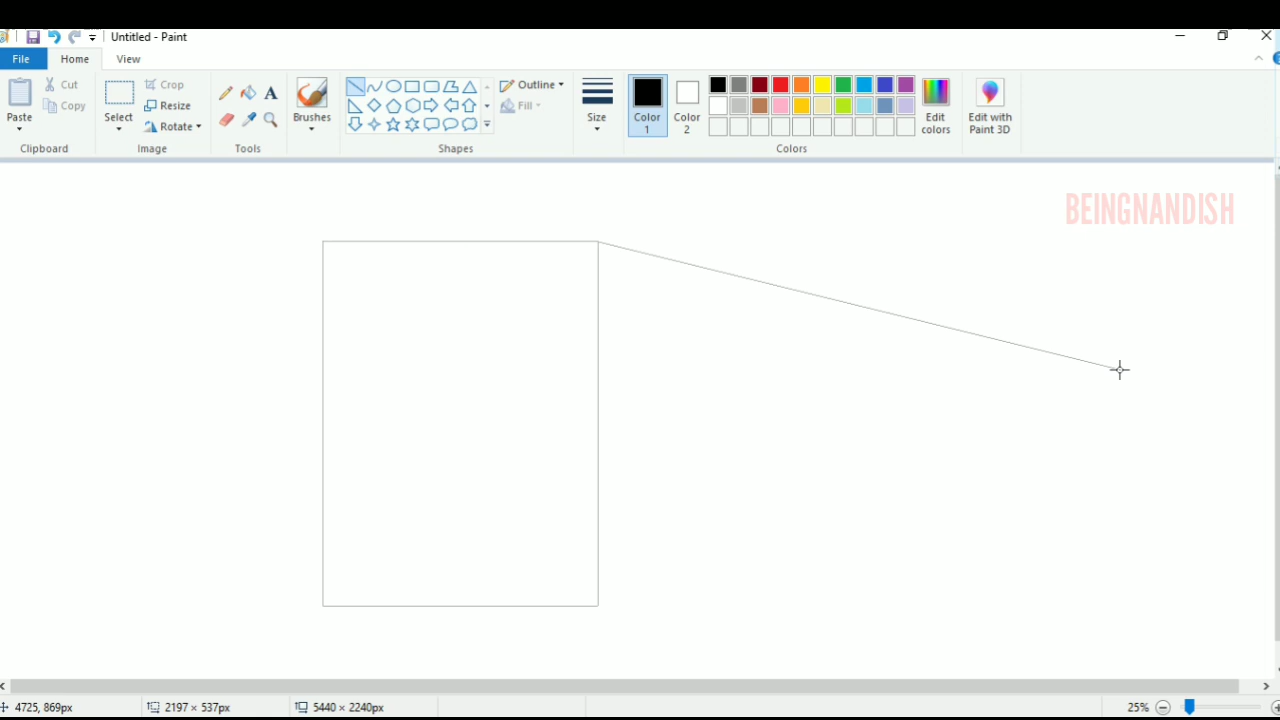 Untitled - Paint
File Home View
Paste
Cut
Copy
Clipboard
Select
Crop
Resize
Rotate
Image
Tools
Brushes
Shapes
Outline
Fill
Size
Color 1
Color 2
Edit colors
Colors
Edit with Paint 3D
BEINGNANDISH
4725, 869px 2197 × 537px 5440 × 2240px 25%